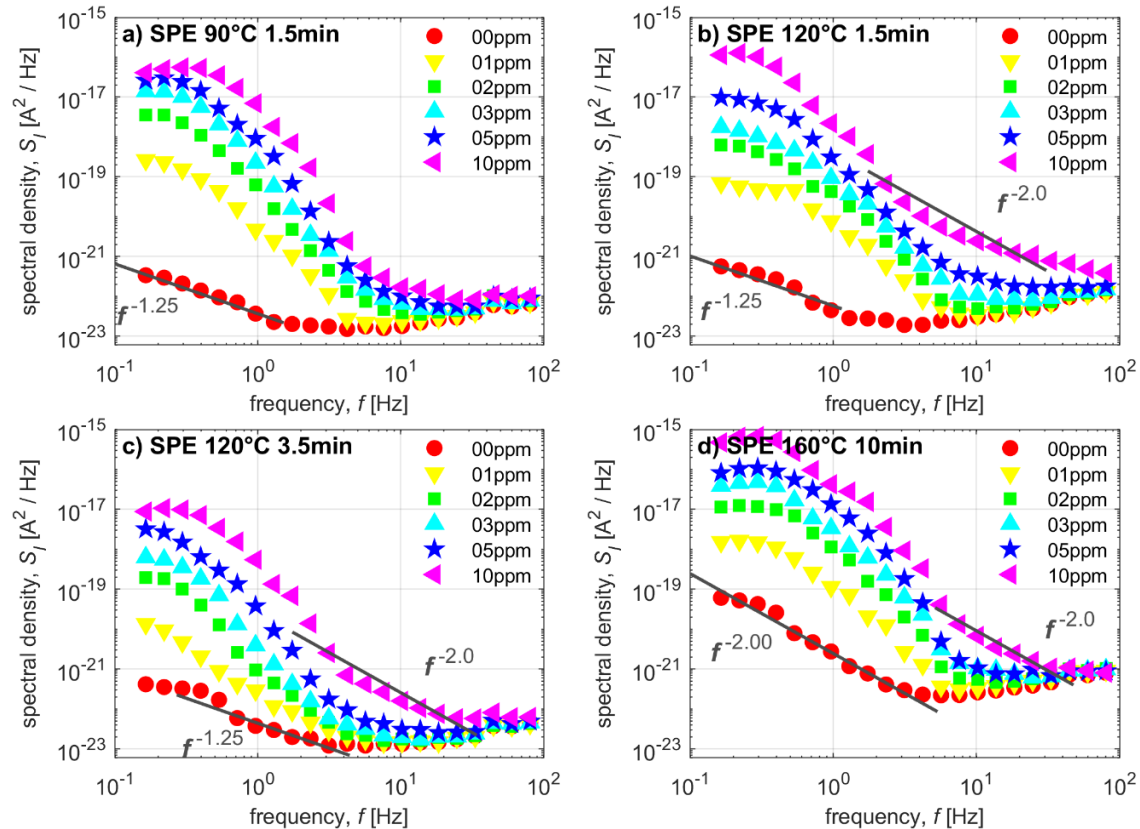 a) SPE 90°C 1.5min
00ppm
01ppm
02ppm
03ppm
05ppm
10ppm
f^-1.25
10^-15
10^-17
10^-19
10^-21
10^-23
10^-1
10^0
10^1
10^2
spectral density, S_I [A^2 / Hz]
frequency, f [Hz]
b) SPE 120°C 1.5min
00ppm
01ppm
02ppm
03ppm
05ppm
10ppm
f^-2.0
f^-1.25
10^-15
10^-17
10^-19
10^-21
10^-23
10^-1
10^0
10^1
10^2
spectral density, S_I [A^2 / Hz]
frequency, f [Hz]
c) SPE 120°C 3.5min
00ppm
01ppm
02ppm
03ppm
05ppm
10ppm
f^-2.0
f^-1.25
10^-15
10^-17
10^-19
10^-21
10^-23
10^-1
10^0
10^1
10^2
spectral density, S_I [A^2 / Hz]
frequency, f [Hz]
d) SPE 160°C 10min
00ppm
01ppm
02ppm
03ppm
05ppm
10ppm
f^-2.00
f^-2.0
10^-15
10^-17
10^-19
10^-21
10^-23
10^-1
10^0
10^1
10^2
spectral density, S_I [A^2 / Hz]
frequency, f [Hz]